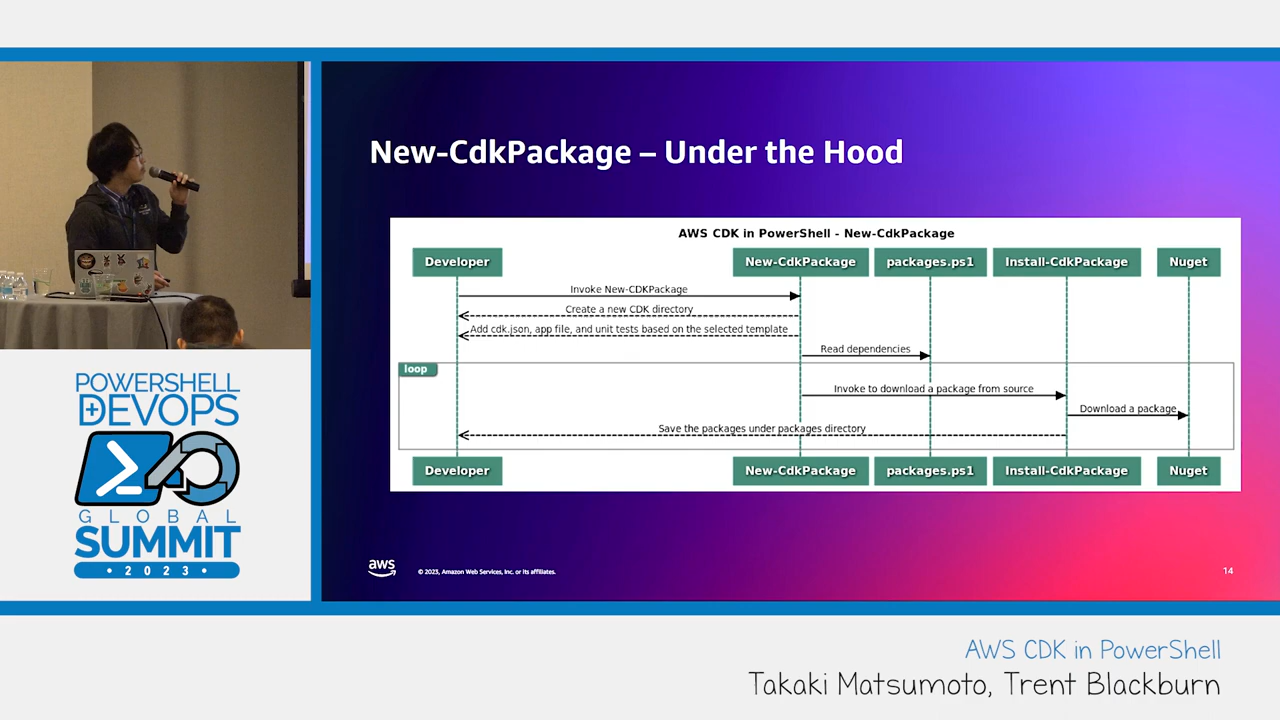 New-CdkPackage – Under the Hood
AWS CDK in PowerShell - New-CdkPackage
Developer
New-CdkPackage
packages.ps1
Install-CdkPackage
Nuget
Invoke New-CDKPackage
Create a new CDK directory
Add cdk.json, app file, and unit tests based on the selected template
Read dependencies
loop
Invoke to download a package from source
Download a package
Save the packages under packages directory
Developer
New-CdkPackage
packages.ps1
Install-CdkPackage
Nuget
aws
© 2023, Amazon Web Services, Inc. or its affiliates.
14
POWERSHELL
+DEVOPS
GLOBAL
SUMMIT
• 2023 •
AWS CDK in PowerShell
Takaki Matsumoto, Trent Blackburn